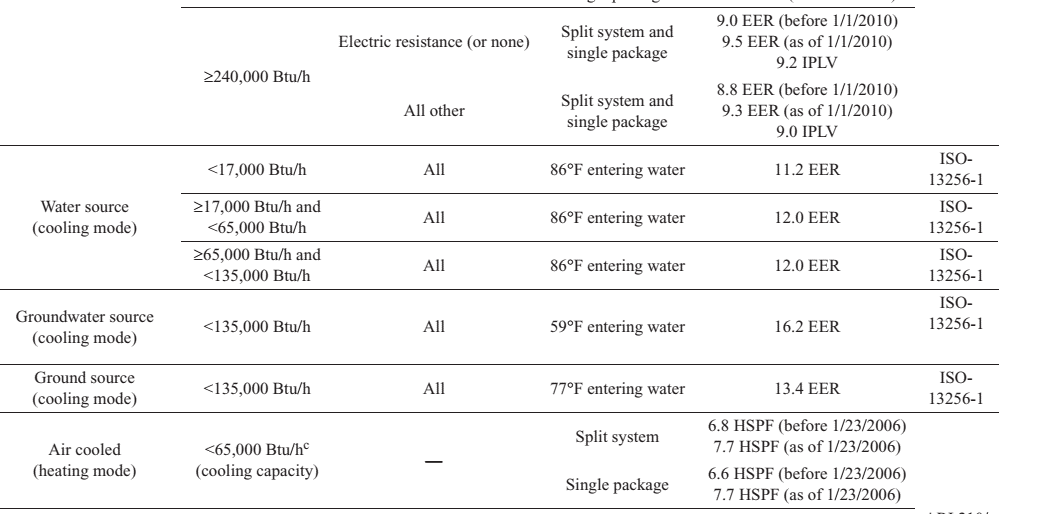 Electric resistance (or none)
Split system and
single package
9.0 EER (before 1/1/2010)
9.5 EER (as of 1/1/2010)
9.2 IPLV
≥240,000 Btu/h
All other
Split system and
single package
8.8 EER (before 1/1/2010)
9.3 EER (as of 1/1/2010)
9.0 IPLV
Water source
(cooling mode)
<17,000 Btu/h
All
86°F entering water
11.2 EER
ISO-
13256-1
≥17,000 Btu/h and
<65,000 Btu/h
All
86°F entering water
12.0 EER
ISO-
13256-1
≥65,000 Btu/h and
<135,000 Btu/h
All
86°F entering water
12.0 EER
ISO-
13256-1
Groundwater source
(cooling mode)
<135,000 Btu/h
All
59°F entering water
16.2 EER
ISO-
13256-1
Ground source
(cooling mode)
<135,000 Btu/h
All
77°F entering water
13.4 EER
ISO-
13256-1
Air cooled
(heating mode)
<65,000 Btu/hᶜ
(cooling capacity)
—
Split system
6.8 HSPF (before 1/23/2006)
7.7 HSPF (as of 1/23/2006)
Single package
6.6 HSPF (before 1/23/2006)
7.7 HSPF (as of 1/23/2006)